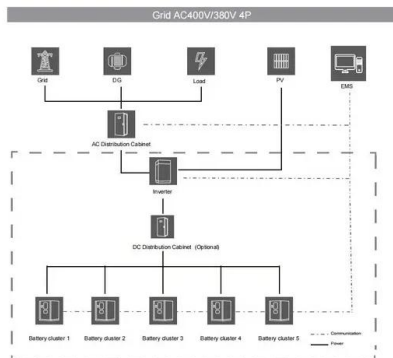 Grid AC400V/380V 4P
Grid
DG
Load
PV
EMS
AC Distribution Cabinet
Inverter
DC Distribution Cabinet (Optional)
Battery cluster 1
Battery cluster 2
Battery cluster 3
Battery cluster 4
Battery cluster 5
Communication
Power